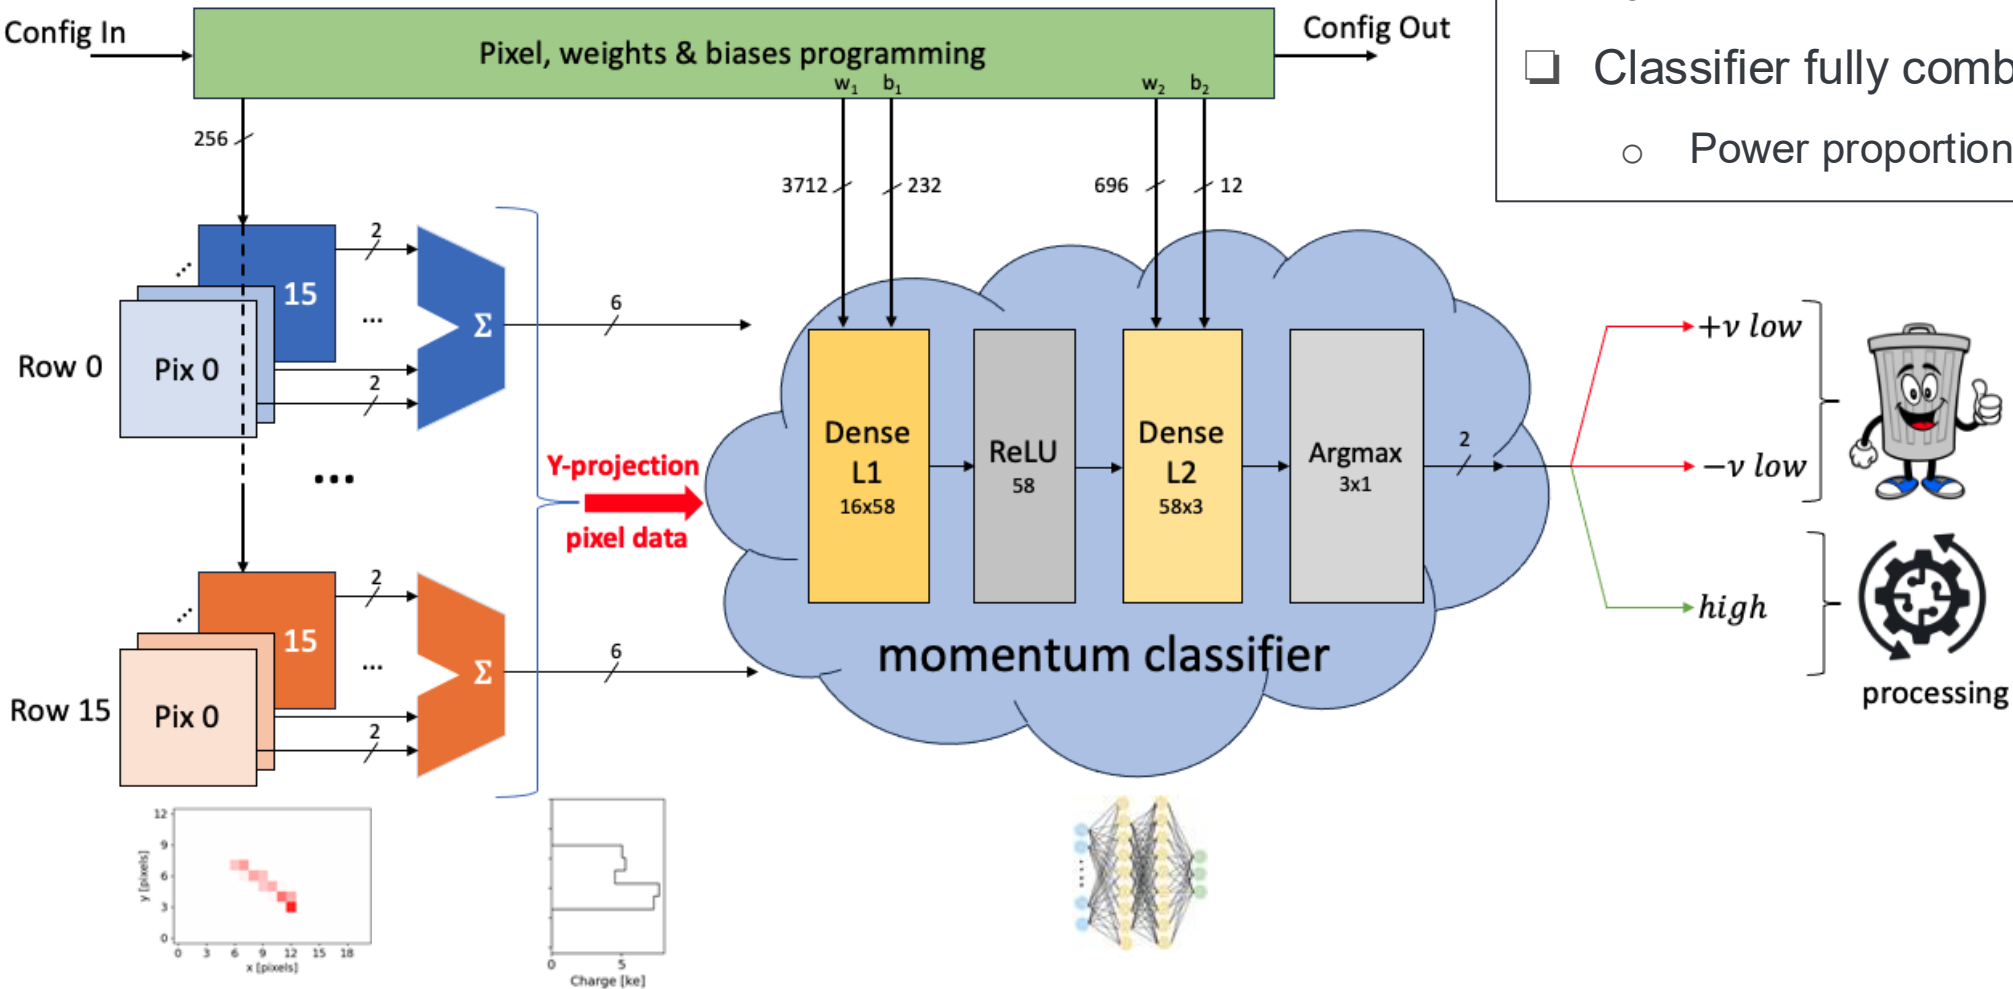 Config In
Pixel, weights & biases programming
w₁ b₁ w₂ b₂
Config Out
❏ Classifier fully comb
○ Power proportion
256
3712
232
696
12
Row 0
Pix 0
15
...
2
...
2
Σ
6
...
Row 15
Pix 0
15
...
2
...
2
Σ
6
Y-projection
pixel data
Dense
L1
16x58
ReLU
58
Dense
L2
58x3
Argmax
3x1
momentum classifier
2
+ν low
−ν low
high
processing
12
9
6
3
0
y [pixels]
0 3 6 9 12 15 18
x [pixels]
0 5
Charge [ke]